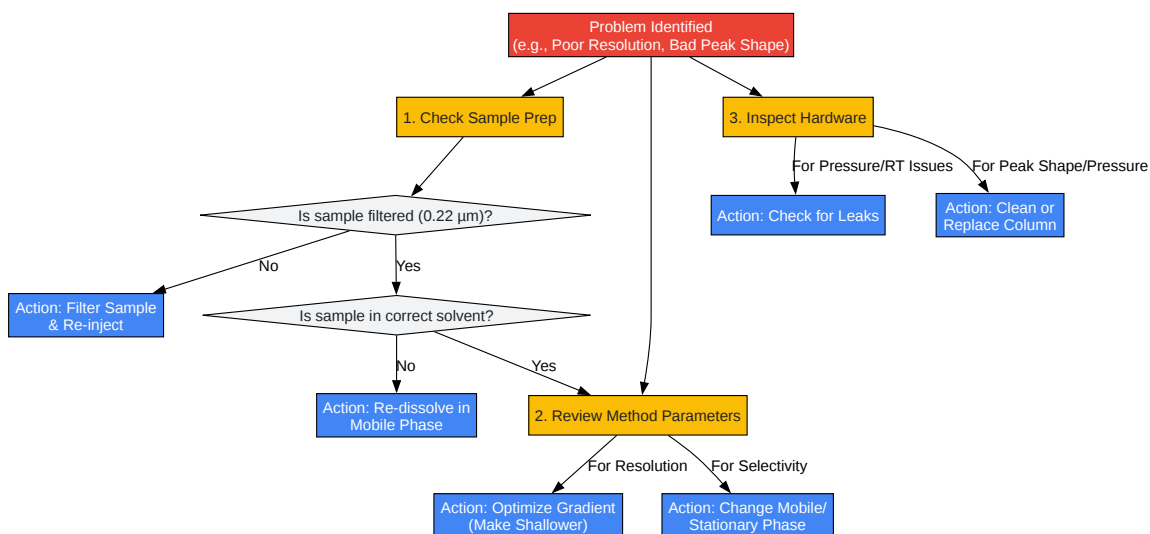 Problem Identified
(e.g., Poor Resolution, Bad Peak Shape)
1. Check Sample Prep
3. Inspect Hardware
For Pressure/RT Issues
For Peak Shape/Pressure
Action: Check for Leaks
Action: Clean or
Replace Column
Is sample filtered (0.22 µm)?
No
Yes
Action: Filter Sample
& Re-inject
Is sample in correct solvent?
No
Yes
Action: Re-dissolve in
Mobile Phase
2. Review Method Parameters
For Resolution
For Selectivity
Action: Optimize Gradient
(Make Shallower)
Action: Change Mobile/
Stationary Phase